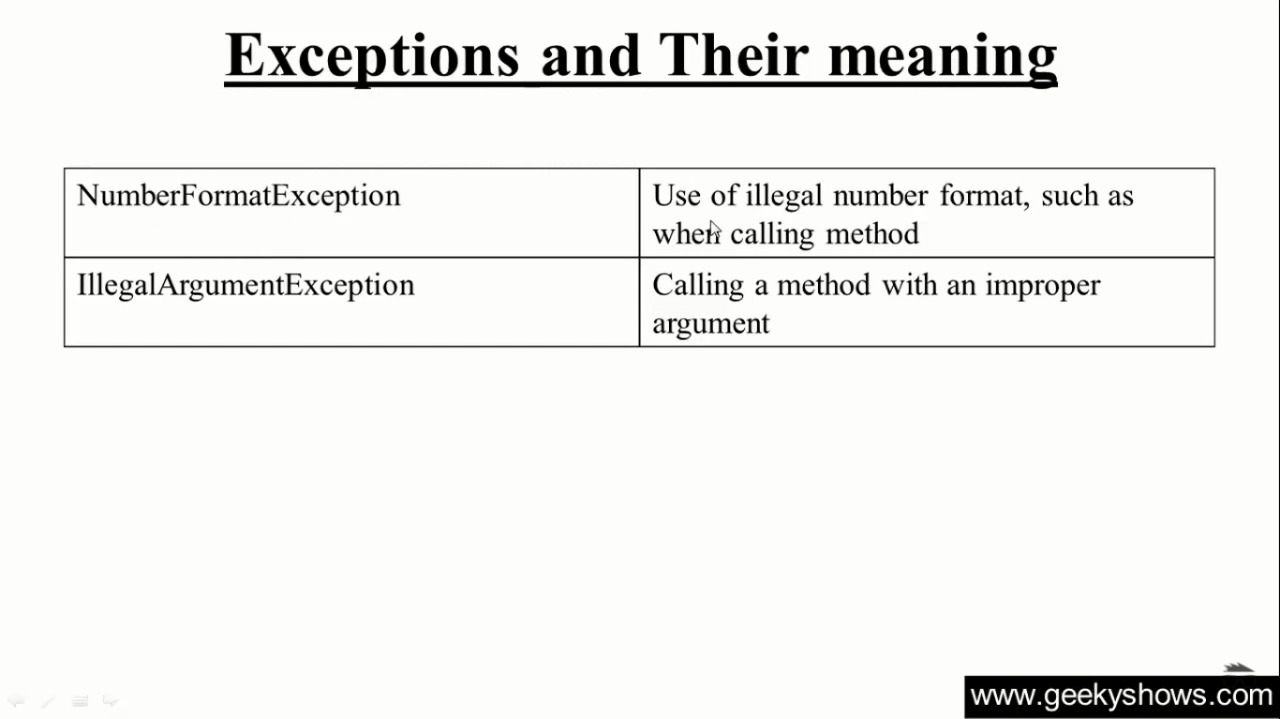 Exceptions and Their meaning
NumberFormatException
Use of illegal number format, such as
when calling method
IllegalArgumentException
Calling a method with an improper
argument
www.geekyshows.com